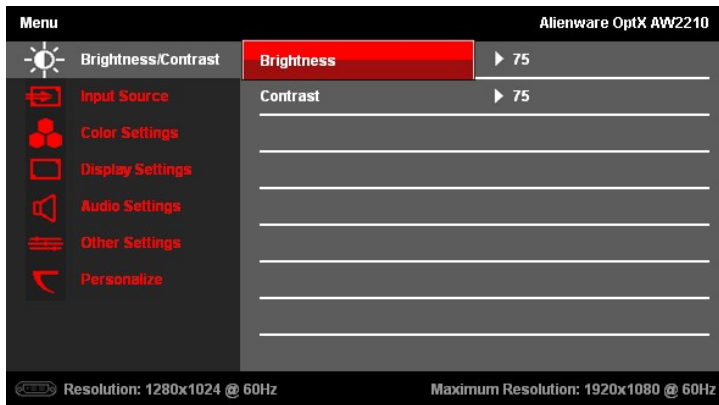 Menu Alienware OptX AW2210
Brightness/Contrast Brightness 75
Input Source Contrast 75
Color Settings
Display Settings
Audio Settings
Other Settings
Personalize
Resolution: 1280x1024 @ 60Hz Maximum Resolution: 1920x1080 @ 60Hz